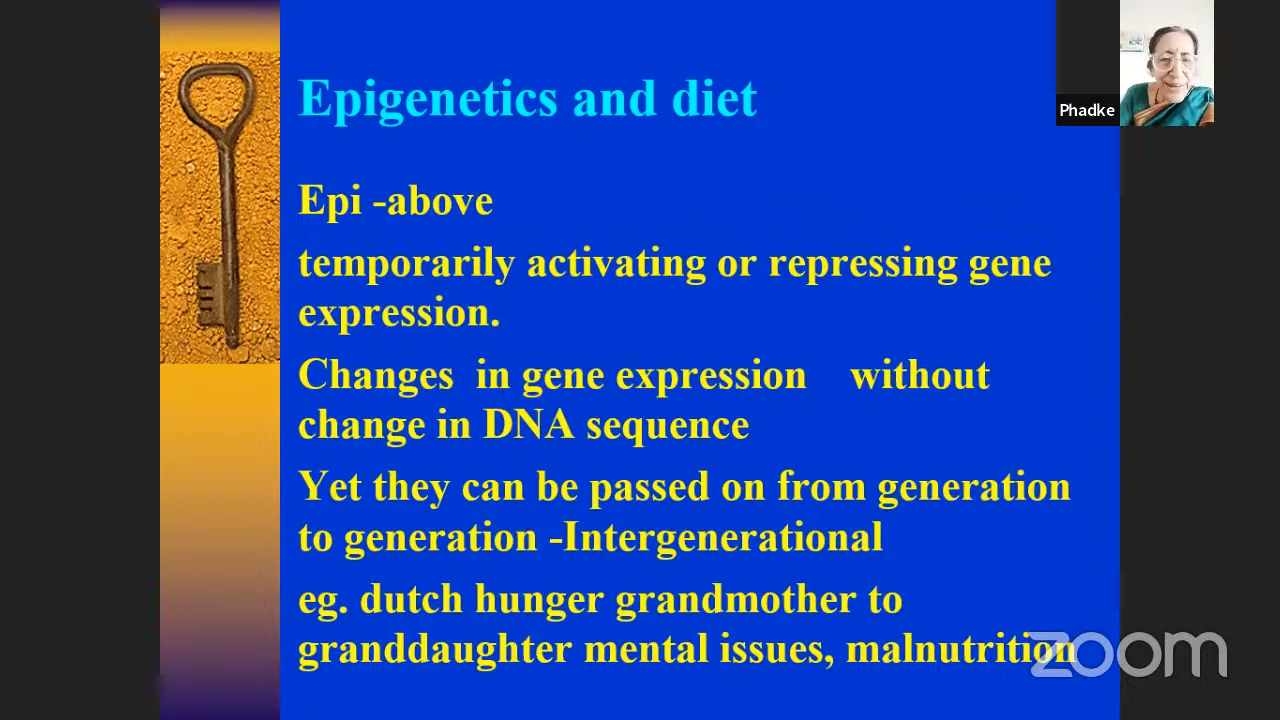 Epigenetics and diet
Phadke
Epi -above
temporarily activating or repressing gene
expression.
Changes  in gene expression    without
change in DNA sequence
Yet they can be passed on from generation
to generation -Intergenerational
eg. dutch hunger grandmother to
granddaughter mental issues, malnutrition
zoom